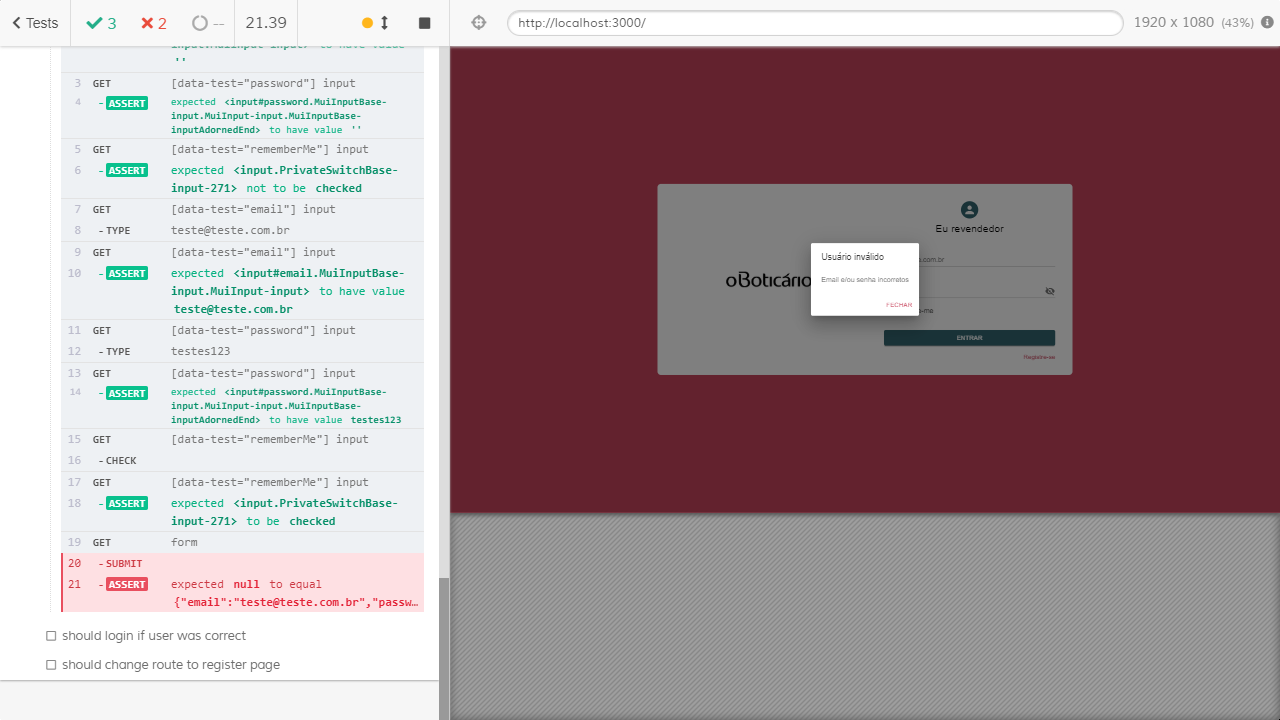 Tests
3
2
--
21.39
http://localhost:3000/
1920 x 1080 (43%)
input.MuiInput-input> to have value
''
3 GET [data-test="password"] input
4 -ASSERT expected <input#password.MuiInputBase-
input.MuiInput-input.MuiInputBase-
inputAdornedEnd> to have value ''
5 GET [data-test="rememberMe"] input
6 -ASSERT expected <input.PrivateSwitchBase-
input-271> not to be checked
7 GET [data-test="email"] input
8 -TYPE teste@teste.com.br
9 GET [data-test="email"] input
10 -ASSERT expected <input#email.MuiInputBase-
input.MuiInput-input> to have value
teste@teste.com.br
11 GET [data-test="password"] input
12 -TYPE testes123
13 GET [data-test="password"] input
14 -ASSERT expected <input#password.MuiInputBase-
input.MuiInput-input.MuiInputBase-
inputAdornedEnd> to have value testes123
15 GET [data-test="rememberMe"] input
16 -CHECK
17 GET [data-test="rememberMe"] input
18 -ASSERT expected <input.PrivateSwitchBase-
input-271> to be checked
19 GET form
20 -SUBMIT
21 -ASSERT expected null to equal
{"email":"teste@teste.com.br","passw…
should login if user was correct
should change route to register page
Eu revendedor
oBoticário
Usuário inválido
Email e/ou senha incorretos
FECHAR
.com.br
-me
ENTRAR
Registre-se